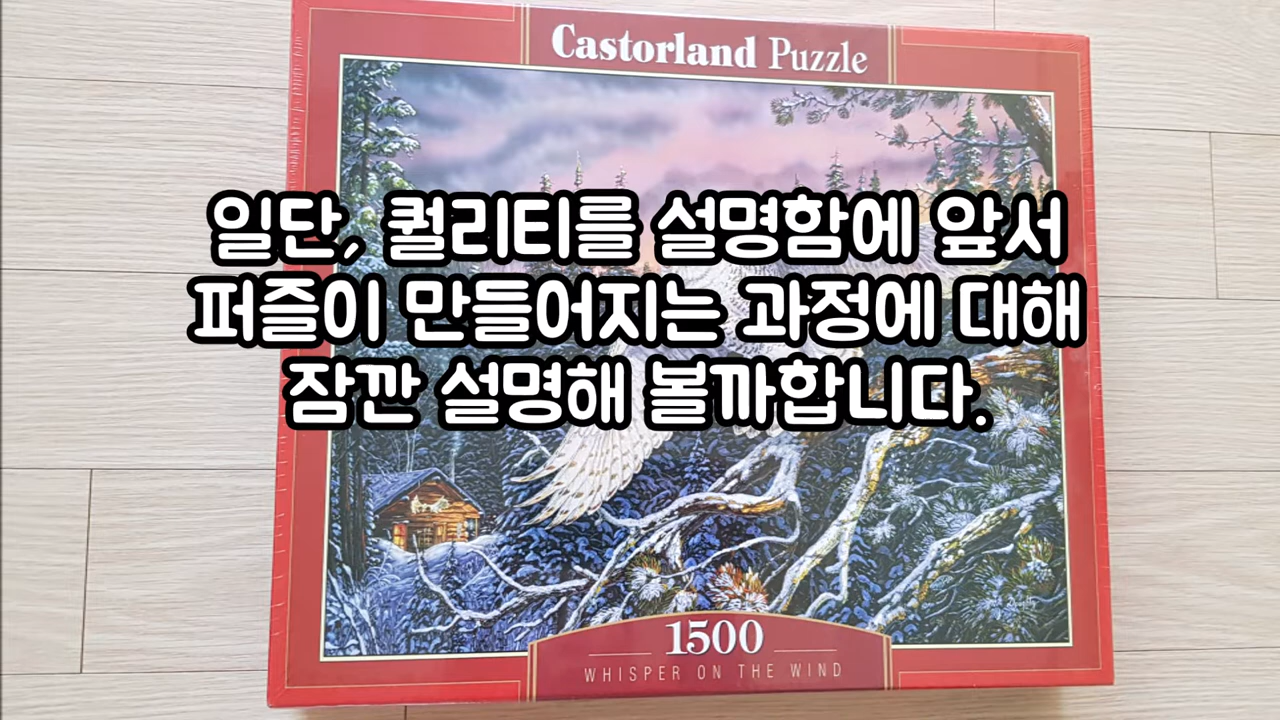 Castorland Puzzle
일단, 퀄리티를 설명함에 앞서
퍼즐이 만들어지는 과정에 대해
잠깐 설명해 볼까합니다.
1500
WHISPER ON THE WIND